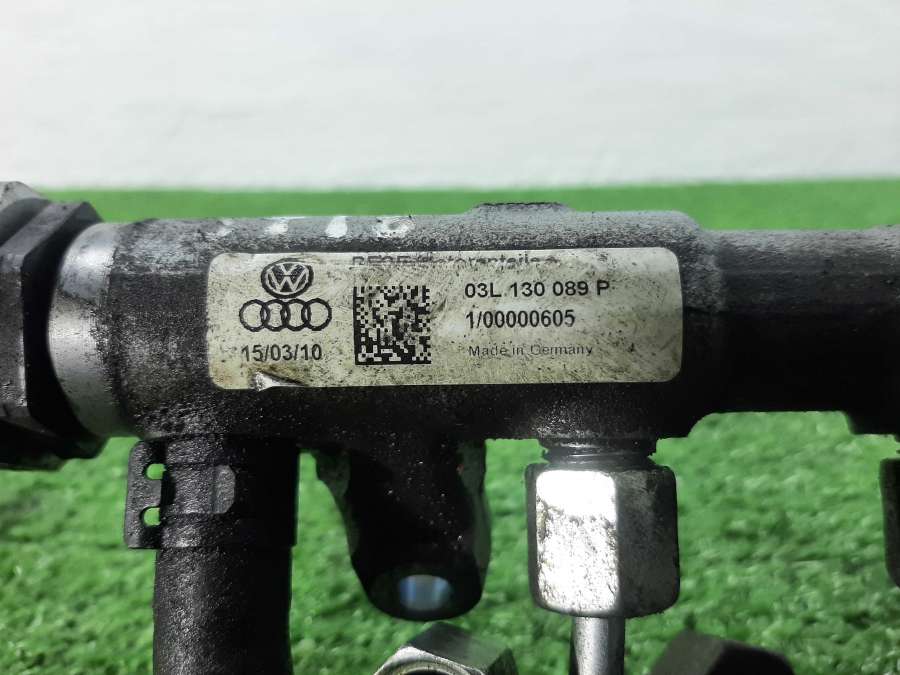 03L 130 089 P
1/00000605
15/03/10
Made in Germany